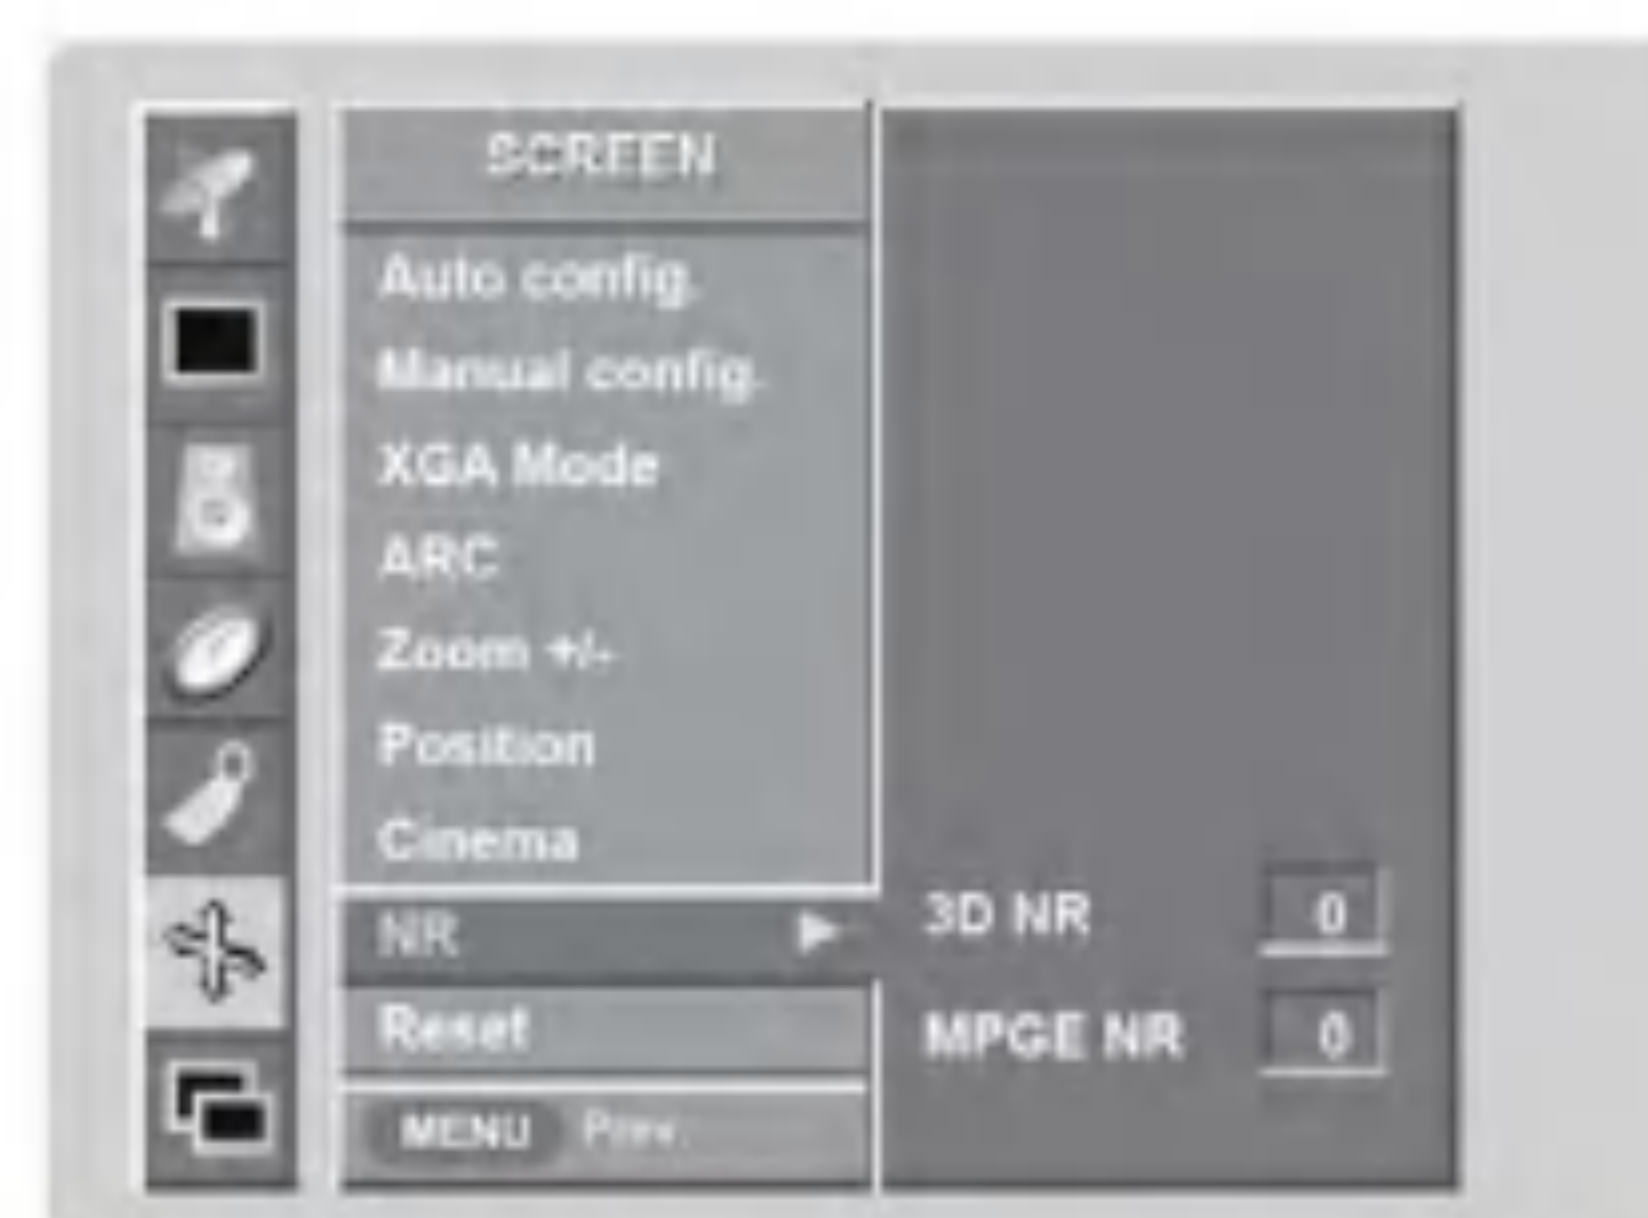 SCREEN
Auto config.
Manual config.
XGA Mode
ARC
Zoom +/-
Position
Cinema
NR ▶
3D NR 0
Reset
MPGE NR 0
MENU Prev.